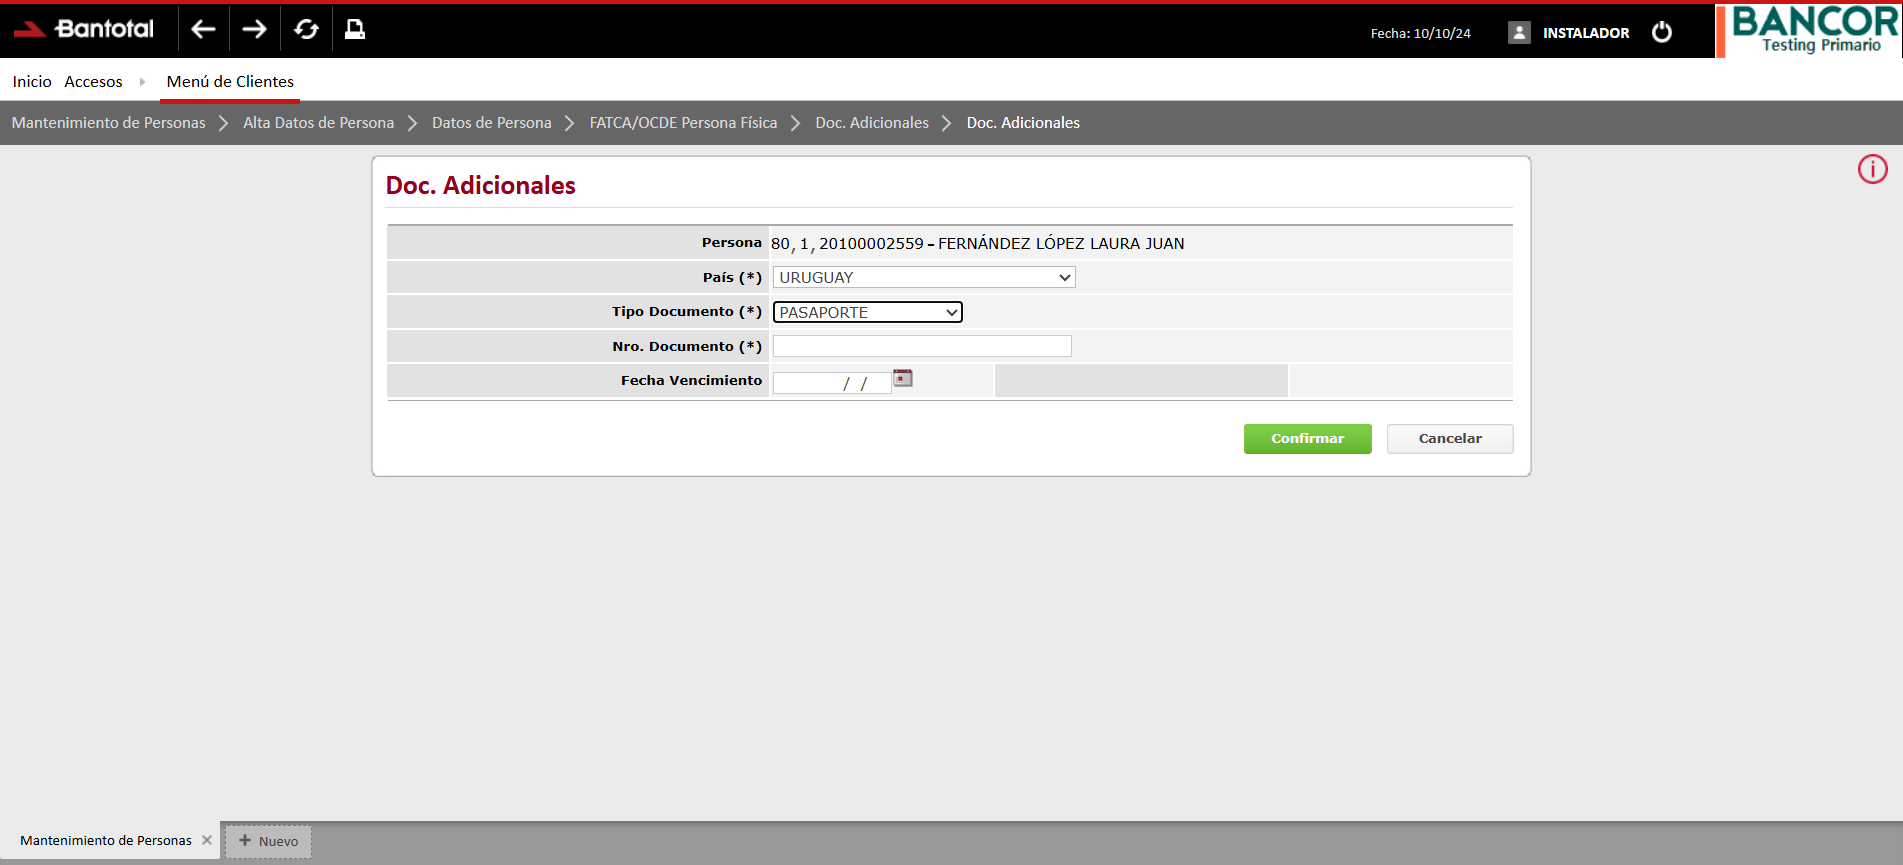 Bantotal
Fecha: 10/10/24
INSTALADOR
BANCOR
Testing Primario
Inicio Accesos Menú de Clientes
Mantenimiento de Personas Alta Datos de Persona Datos de Persona FATCA/OCDE Persona Física Doc. Adicionales Doc. Adicionales
Doc. Adicionales
Persona 80, 1, 20100002559 - FERNÁNDEZ LÓPEZ LAURA JUAN
País (*) URUGUAY
Tipo Documento (*) PASAPORTE
Nro. Documento (*)
Fecha Vencimiento / /
Confirmar Cancelar
Mantenimiento de Personas × + Nuevo